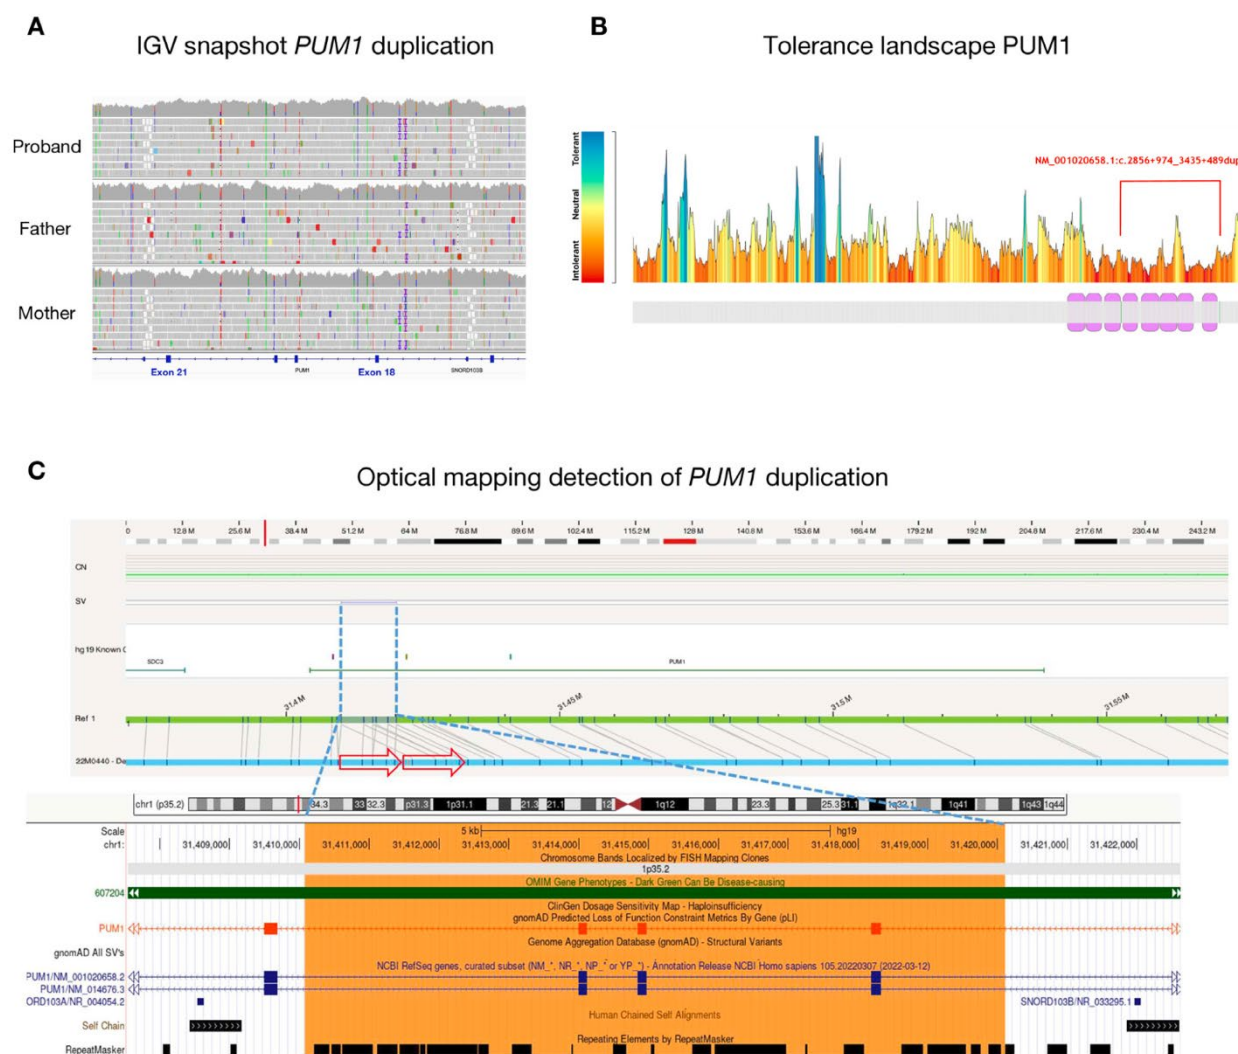 A
IGV snapshot PUM1 duplication
Proband
Father
Mother
Exon 21
PUM1
Exon 18
SNORD103B
B
Tolerance landscape PUM1
Tolerant
Neutral
Intolerant
NM_001020658.1:c.2856+974_3435+489dup
C
Optical mapping detection of PUM1 duplication
0 12.8 M 25.6 M 38.4 M 51.2 M 64 M 76.8 M 89.6 M 102.4 M 115.2 M 128 M 140.8 M 153.6 M 166.4 M 179.2 M 192 M 204.8 M 217.6 M 230.4 M 243.2 M
CN
SV
hg19 Known
SDC3 PUM1
31.4 M 31.45 M 31.5 M 31.55 M
Ref 1
22M0440 - De
chr1 (p35.2) 34.3 33 32.3 p31.3 1p31.1 21.3 21.1 12 1q12 23.3 25.3 31.1 1q32.1 1q41 1q43 1q44
Scale 5 kb hg19
chr1: 31,409,000 31,410,000 31,411,000 31,412,000 31,413,000 31,414,000 31,415,000 31,416,000 31,417,000 31,418,000 31,419,000 31,420,000 31,421,000 31,422,000
Chromosome Bands Localized by FISH Mapping Clones
1p35.2
OMIM Gene Phenotypes - Dark Green Can Be Disease-causing
607204
ClinGen Dosage Sensitivity Map - Haploinsufficiency
gnomAD Predicted Loss of Function Constraint Metrics By Gene (pLI)
PUM1
Genome Aggregation Database (gnomAD) - Structural Variants
gnomAD All SV's
NCBI RefSeq genes, curated subset (NM_*, NR_*, NP_* or YP_*) - Annotation Release NCBI Homo sapiens 105.20220307 (2022-03-12)
PUM1/NM_001020658.2
PUM1/NM_014676.3
ORD103A/NR_004054.2 SNORD103B/NR_033295.1
Human Chained Self Alignments
Self Chain
Repeating Elements by RepeatMasker
RepeatMasker